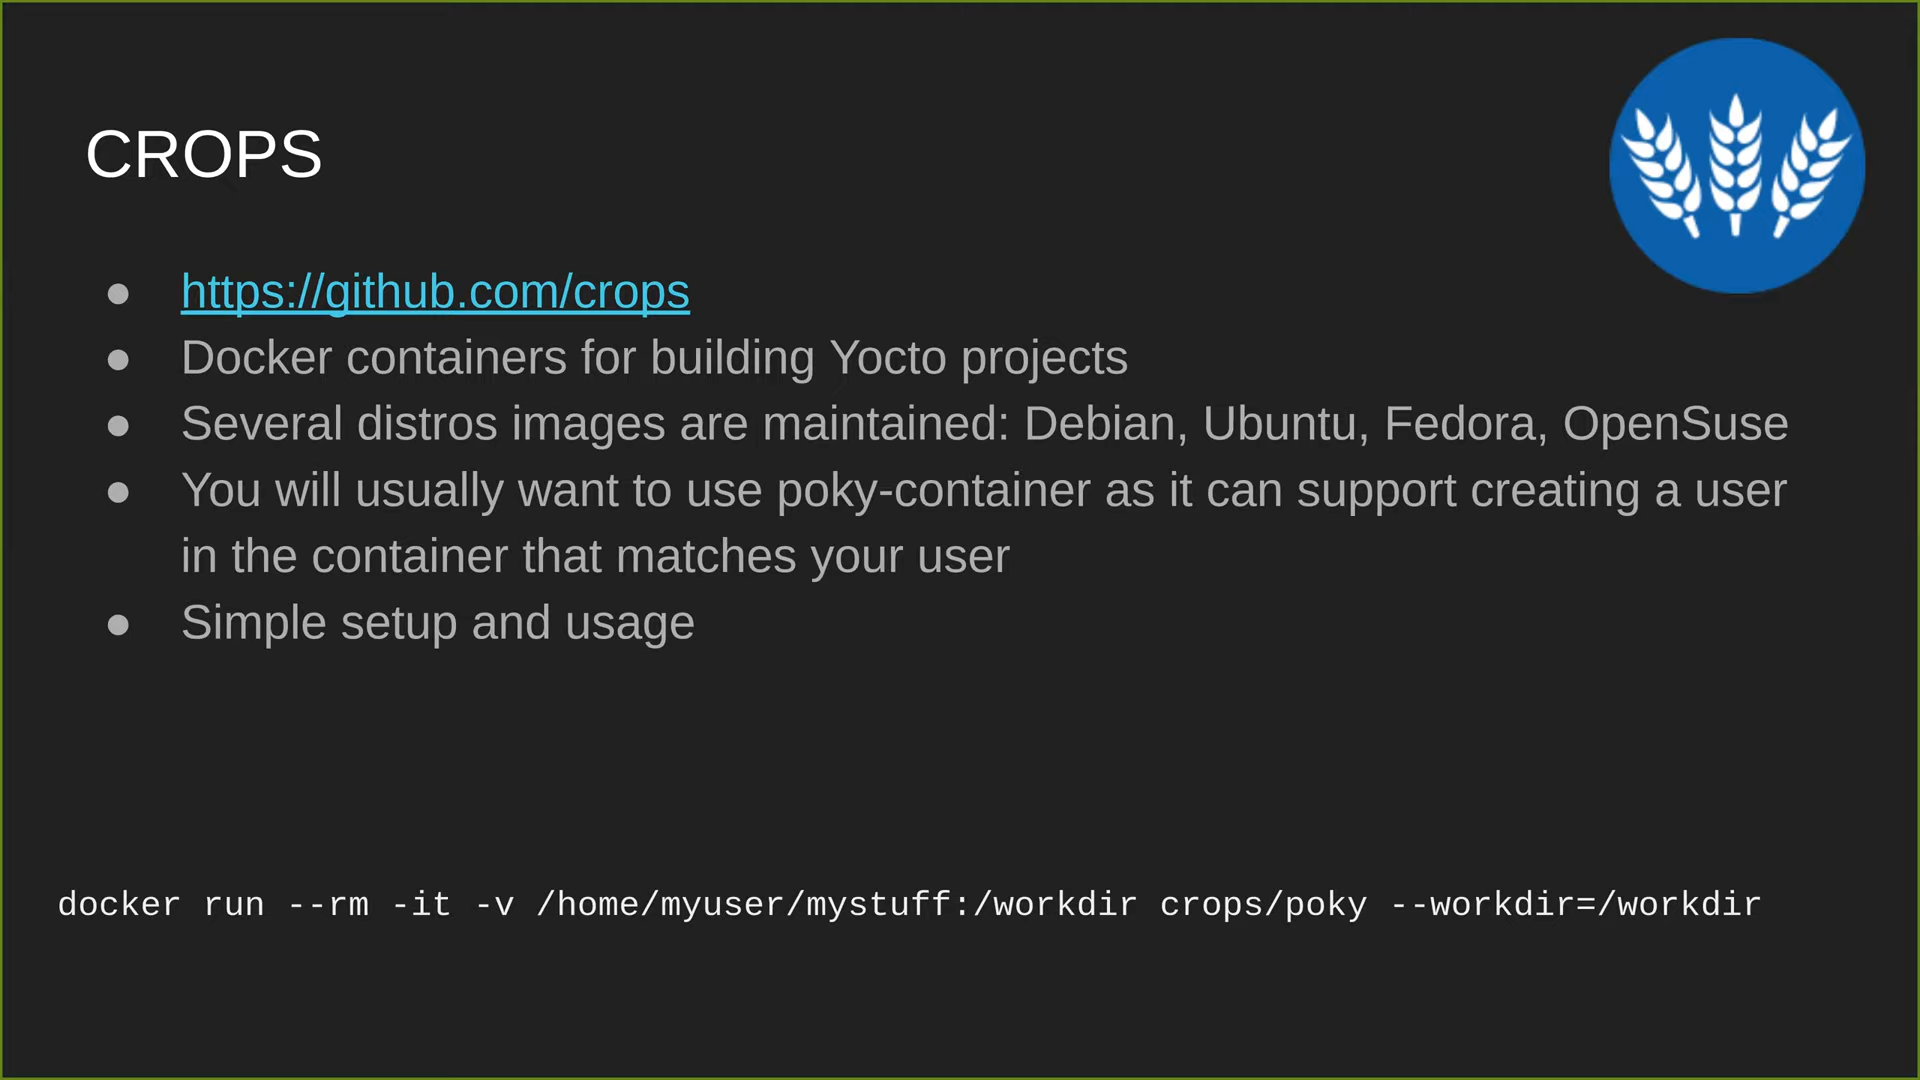 CROPS
● https://github.com/crops
● Docker containers for building Yocto projects
● Several distros images are maintained: Debian, Ubuntu, Fedora, OpenSuse
● You will usually want to use poky-container as it can support creating a user
in the container that matches your user
● Simple setup and usage
docker run --rm -it -v /home/myuser/mystuff:/workdir crops/poky --workdir=/workdir